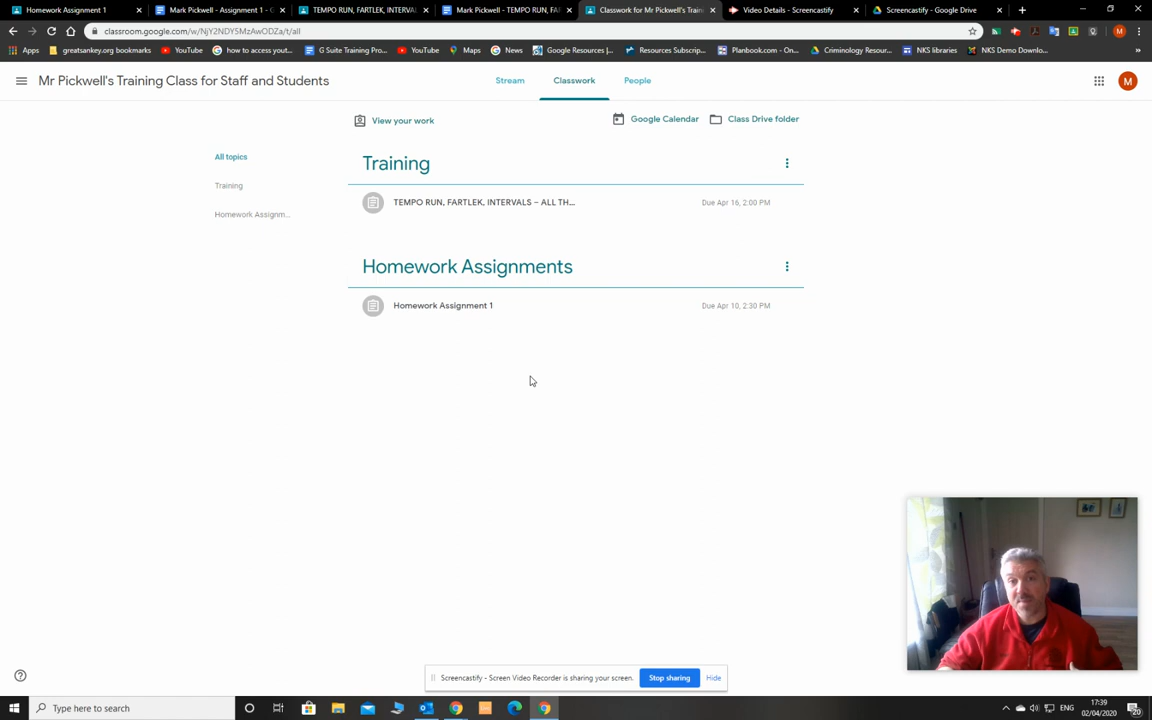 Homework Assignment 1
Mark Pickwell - Assignment 1 - G
TEMPO RUN, FARTLEK, INTERVAL
Mark Pickwell - TEMPO RUN, FA
Classwork for Mr Pickwell's Traini
Video Details - Screencastify
Screencastify - Google Drive
classroom.google.com/w/NjY2NDY5MzAwODZa/t/all
Apps
greatsankey.org bookmarks
YouTube
how to access yout...
G Suite Training Pro...
YouTube
Maps
News
Google Resources |...
Resources Subscrip...
Planbook.com - On...
Criminology Resour...
NKS libraries
NKS Demo Downlo...
M
Mr Pickwell's Training Class for Staff and Students
Stream
Classwork
People
M
View your work
Google Calendar
Class Drive folder
All topics
Training
Homework Assignm...
Training
TEMPO RUN, FARTLEK, INTERVALS – ALL TH...
Due Apr 16, 2:00 PM
Homework Assignments
Homework Assignment 1
Due Apr 10, 2:30 PM
Screencastify - Screen Video Recorder is sharing your screen.
Stop sharing
Hide
Type here to search
ENG
17:39
02/04/2020
20